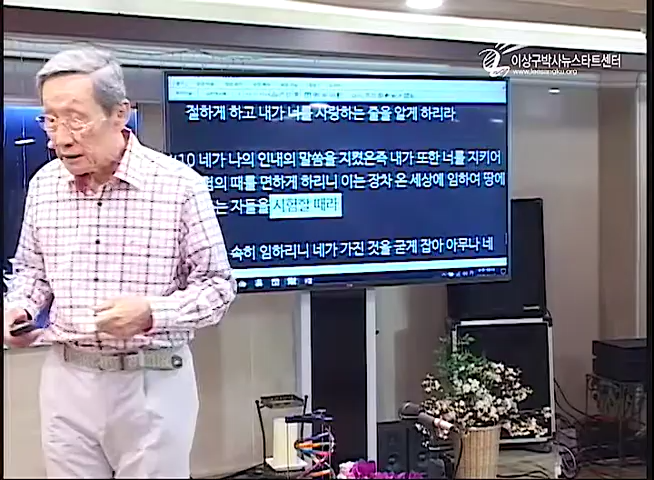 이상구박사뉴스타트센터
www.leesangku.org
절하게 하고 내가 너를 사랑하는 줄을 알게 하리라
10 네가 나의 인내의 말씀을 지켰은즉 내가 또한 너를 지키어
의 때를 면하게 하리니 이는 장차 온 세상에 임하여 땅에
는 자들을 시험할 때라
속히 임하리니 네가 가진 것을 굳게 잡아 아무나 네